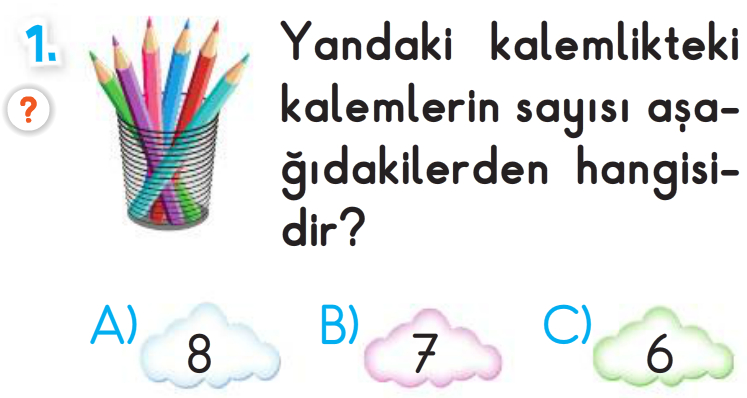 1.
?
Yandaki kalemlikteki
kalemlerin sayısı aşa-
ğıdakilerden hangisi-
dir?
A) 8 B) 7 C) 6